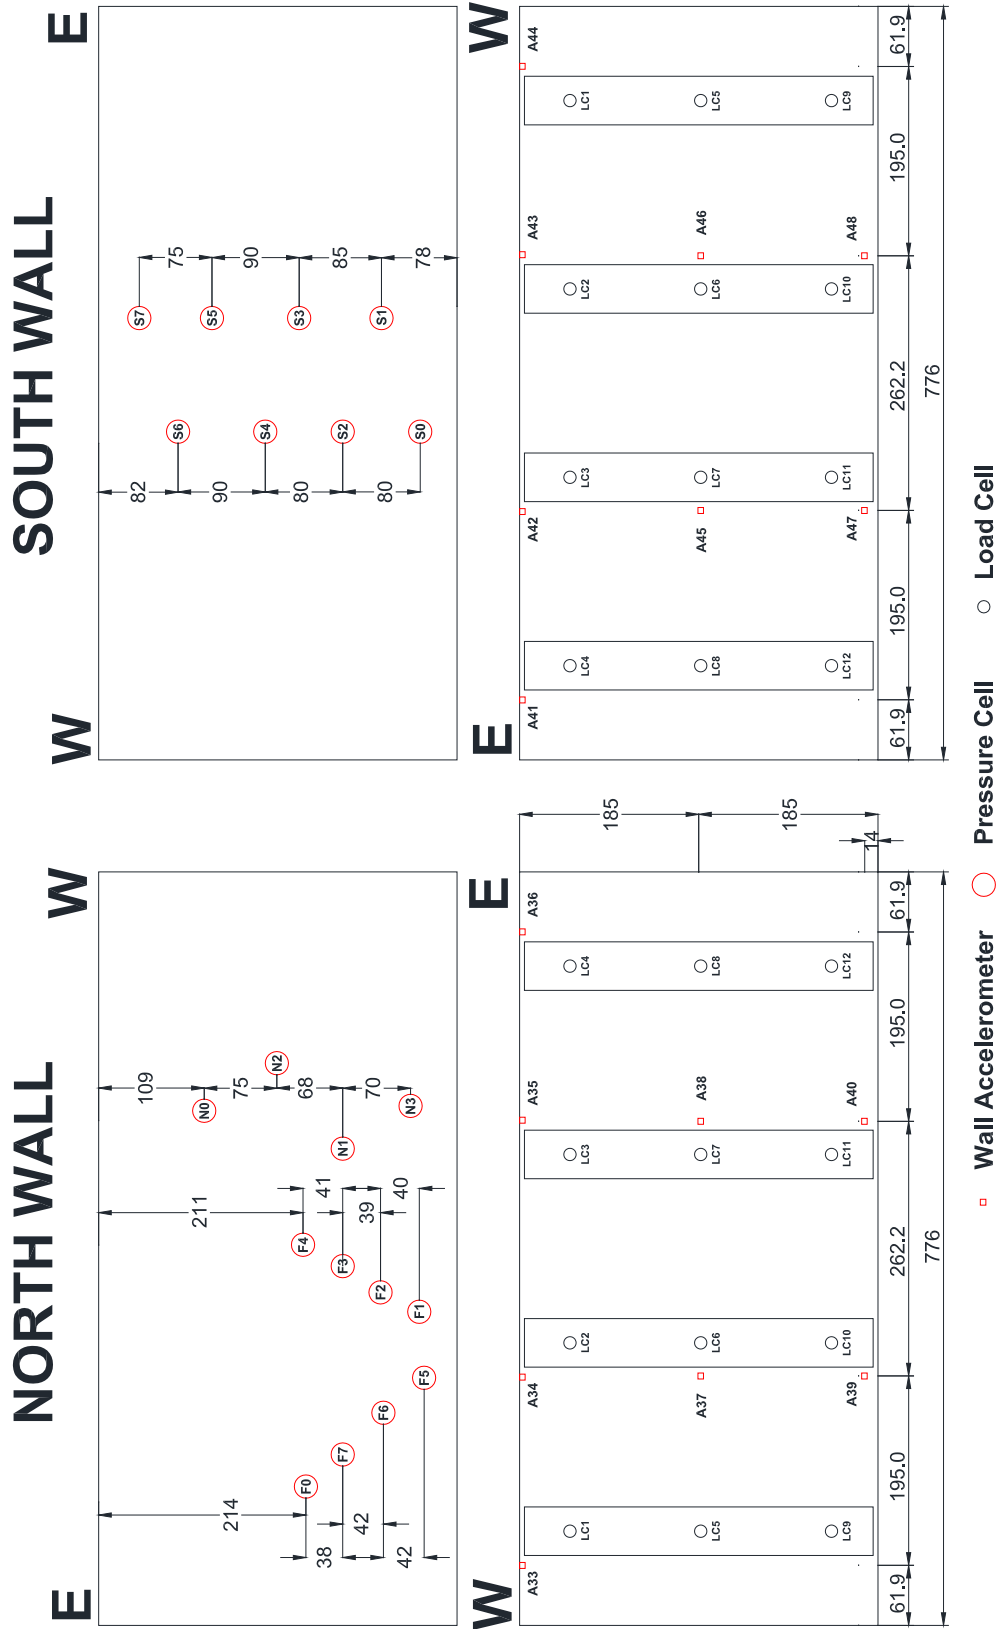 NORTH WALL
SOUTH WALL
E
W
W
E
214
38
42
42
F0
F7
F6
F5
211
41
39
40
F4
F3
F2
F1
109
75
68
70
N0
N2
N1
N3
82
90
80
80
S6
S4
S2
S0
75
90
85
78
S7
S5
S3
S1
W
E
E
W
A33
A34
A35
A36
LC1
LC2
LC3
LC4
A37
A38
LC5
LC6
LC7
LC8
A39
A40
LC9
LC10
LC11
LC12
185
185
14
61.9
195.0
262.2
195.0
61.9
776
A41
A42
A43
A44
LC4
LC3
LC2
LC1
A45
A46
LC8
LC7
LC6
LC5
A47
A48
LC12
LC11
LC10
LC9
61.9
195.0
262.2
195.0
61.9
776
Wall Accelerometer
Pressure Cell
Load Cell